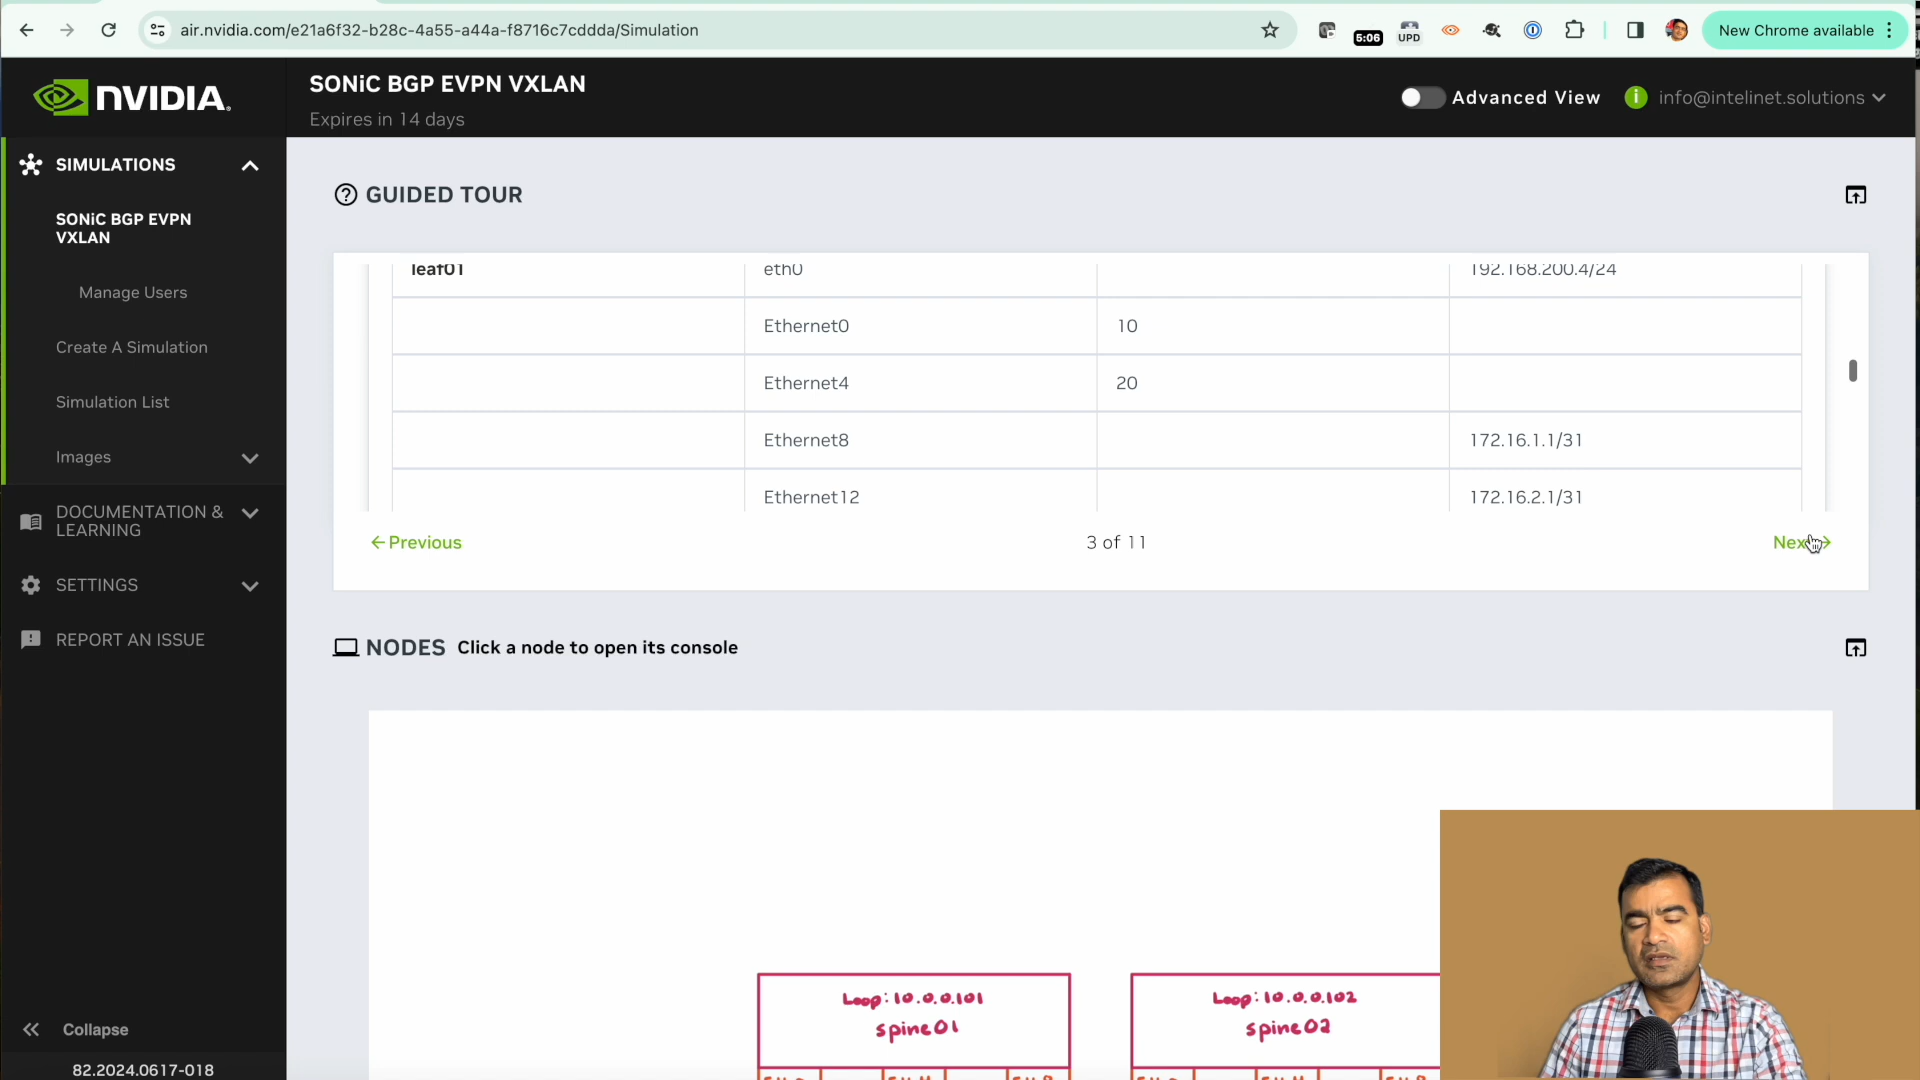 air.nvidia.com/e21a6f32-b28c-4a55-a44a-f8716c7cddda/Simulation
5:06
UPD
New Chrome available
NVIDIA.
SONiC BGP EVPN VXLAN
Expires in 14 days
Advanced View
info@intelinet.solutions
SIMULATIONS
SONiC BGP EVPN
VXLAN
Manage Users
Create A Simulation
Simulation List
Images
DOCUMENTATION &
LEARNING
SETTINGS
REPORT AN ISSUE
Collapse
82.2024.0617-018
GUIDED TOUR
leaf01 eth0 192.168.200.4/24
Ethernet0 10
Ethernet4 20
Ethernet8 172.16.1.1/31
Ethernet12 172.16.2.1/31
Previous
3 of 11
NODES Click a node to open its console
Loop: 10.0.0.101
spine01
Loop: 10.0.0.102
spine02